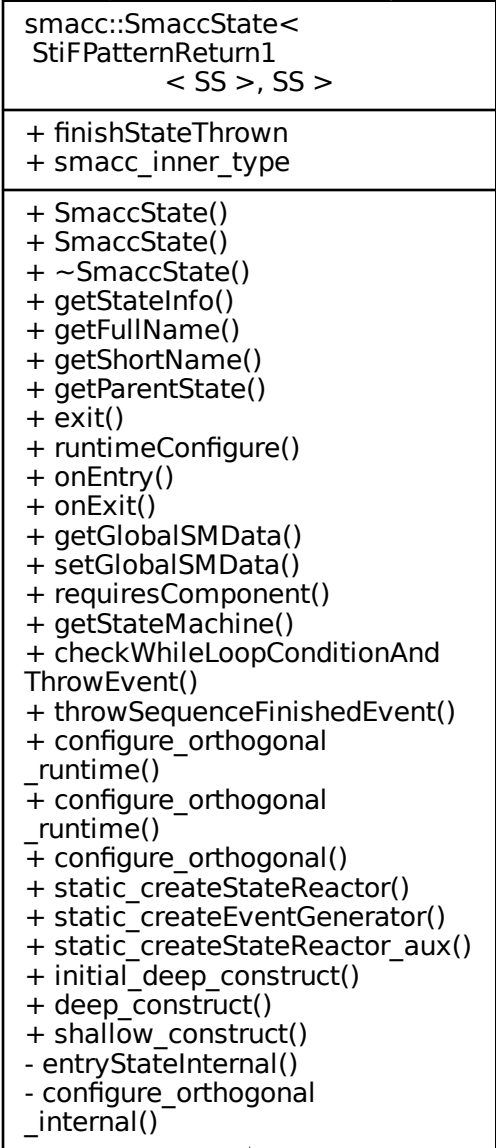 smacc::SmaccState<
StiFPatternReturn1
< SS >, SS >
+ finishStateThrown
+ smacc_inner_type
+ SmaccState()
+ SmaccState()
+ ~SmaccState()
+ getStateInfo()
+ getFullName()
+ getShortName()
+ getParentState()
+ exit()
+ runtimeConfigure()
+ onEntry()
+ onExit()
+ getGlobalSMData()
+ setGlobalSMData()
+ requiresComponent()
+ getStateMachine()
+ checkWhileLoopConditionAnd
ThrowEvent()
+ throwSequenceFinishedEvent()
+ configure_orthogonal
_runtime()
+ configure_orthogonal
_runtime()
+ configure_orthogonal()
+ static_createStateReactor()
+ static_createEventGenerator()
+ static_createStateReactor_aux()
+ initial_deep_construct()
+ deep_construct()
+ shallow_construct()
- entryStateInternal()
- configure_orthogonal
_internal()